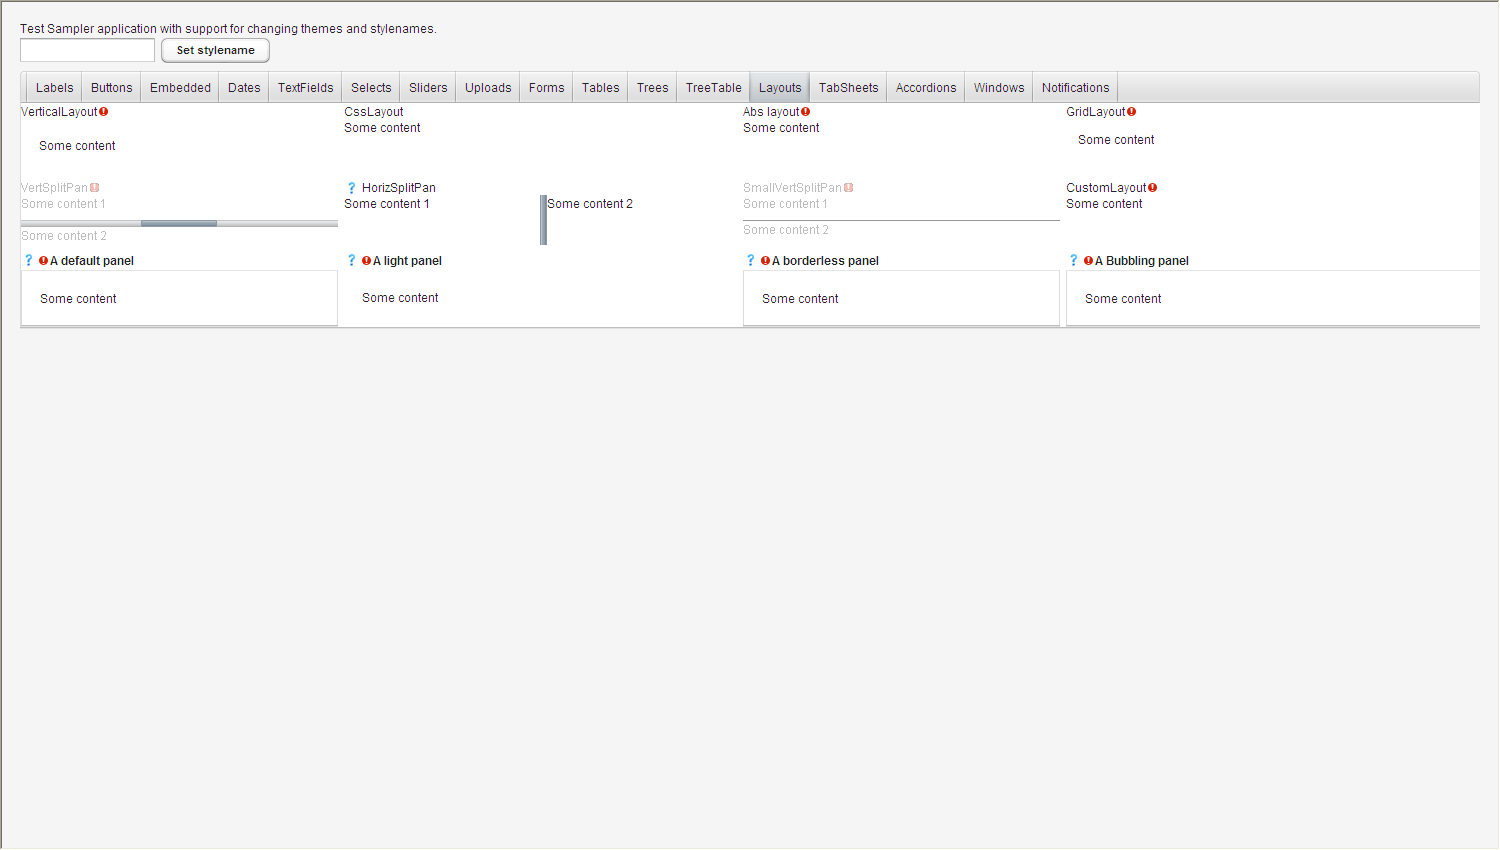 Test Sampler application with support for changing themes and stylenames.
Set stylename
Labels Buttons Embedded Dates TextFields Selects Sliders Uploads Forms Tables Trees TreeTable Layouts TabSheets Accordions Windows Notifications
VerticalLayout CssLayout Abs layout GridLayout
Some content Some content
Some content Some content
VertSplitPan ? HorizSplitPan SmallVertSplitPan CustomLayout
Some content 1 Some content 1 Some content 2 Some content 1 Some content
Some content 2 Some content 2
? A default panel ? A light panel ? A borderless panel ? A Bubbling panel
Some content Some content Some content Some content